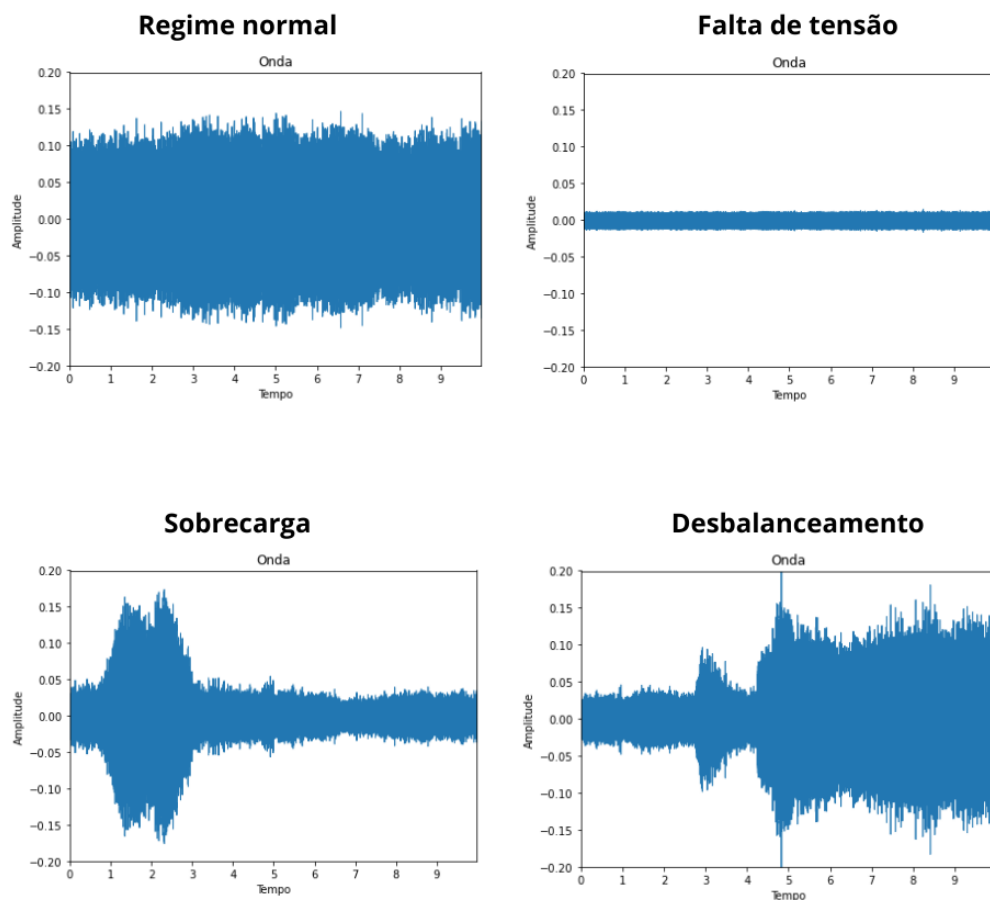 Regime normal
Onda
0.20
0.15
0.10
0.05
0.00
−0.05
−0.10
−0.15
−0.20
Amplitude
0 1 2 3 4 5 6 7 8 9
Tempo
Falta de tensão
Onda
0.20
0.15
0.10
0.05
0.00
−0.05
−0.10
−0.15
−0.20
Amplitude
0 1 2 3 4 5 6 7 8 9
Tempo
Sobrecarga
Onda
0.20
0.15
0.10
0.05
0.00
−0.05
−0.10
−0.15
−0.20
Amplitude
0 1 2 3 4 5 6 7 8 9
Tempo
Desbalanceamento
Onda
0.20
0.15
0.10
0.05
0.00
−0.05
−0.10
−0.15
−0.20
Amplitude
0 1 2 3 4 5 6 7 8 9
Tempo